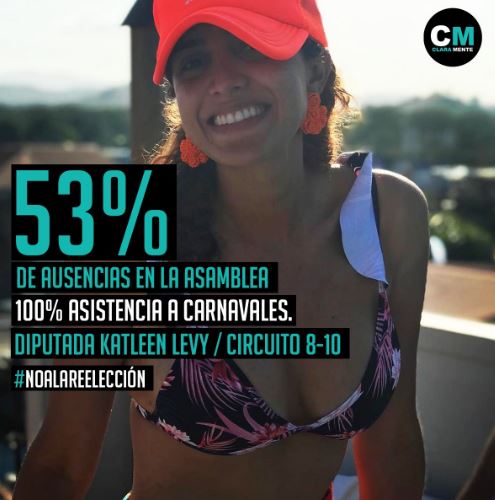 CM
CLARA MENTE
53%
DE AUSENCIAS EN LA ASAMBLEA
100% ASISTENCIA A CARNAVALES.
DIPUTADA KATLEEN LEVY / CIRCUITO 8-10
#NOALAREELECCIÓN